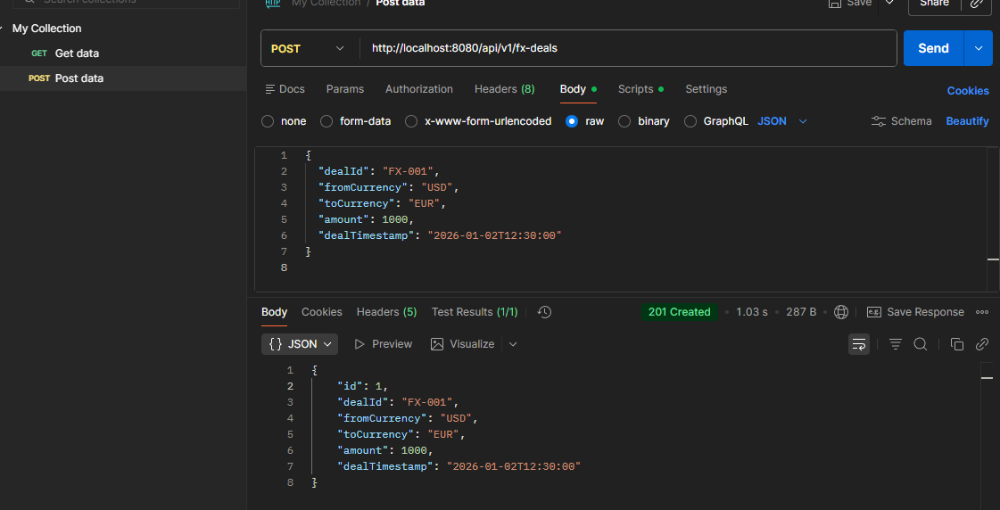 Search collections
HTTP My Collection / Post data Save Share
My Collection
GET Get data
POST Post data
POST http://localhost:8080/api/v1/fx-deals Send
Docs Params Authorization Headers (8) Body Scripts Settings Cookies
none form-data x-www-form-urlencoded raw binary GraphQL JSON Schema Beautify
1 {
2 "dealId": "FX-001",
3 "fromCurrency": "USD",
4 "toCurrency": "EUR",
5 "amount": 1000,
6 "dealTimestamp": "2026-01-02T12:30:00"
7 }
8
Body Cookies Headers (5) Test Results (1/1) 201 Created • 1.03 s • 287 B • e.g. Save Response
{} JSON Preview Visualize
1 {
2 "id": 1,
3 "dealId": "FX-001",
4 "fromCurrency": "USD",
5 "toCurrency": "EUR",
6 "amount": 1000,
7 "dealTimestamp": "2026-01-02T12:30:00"
8 }